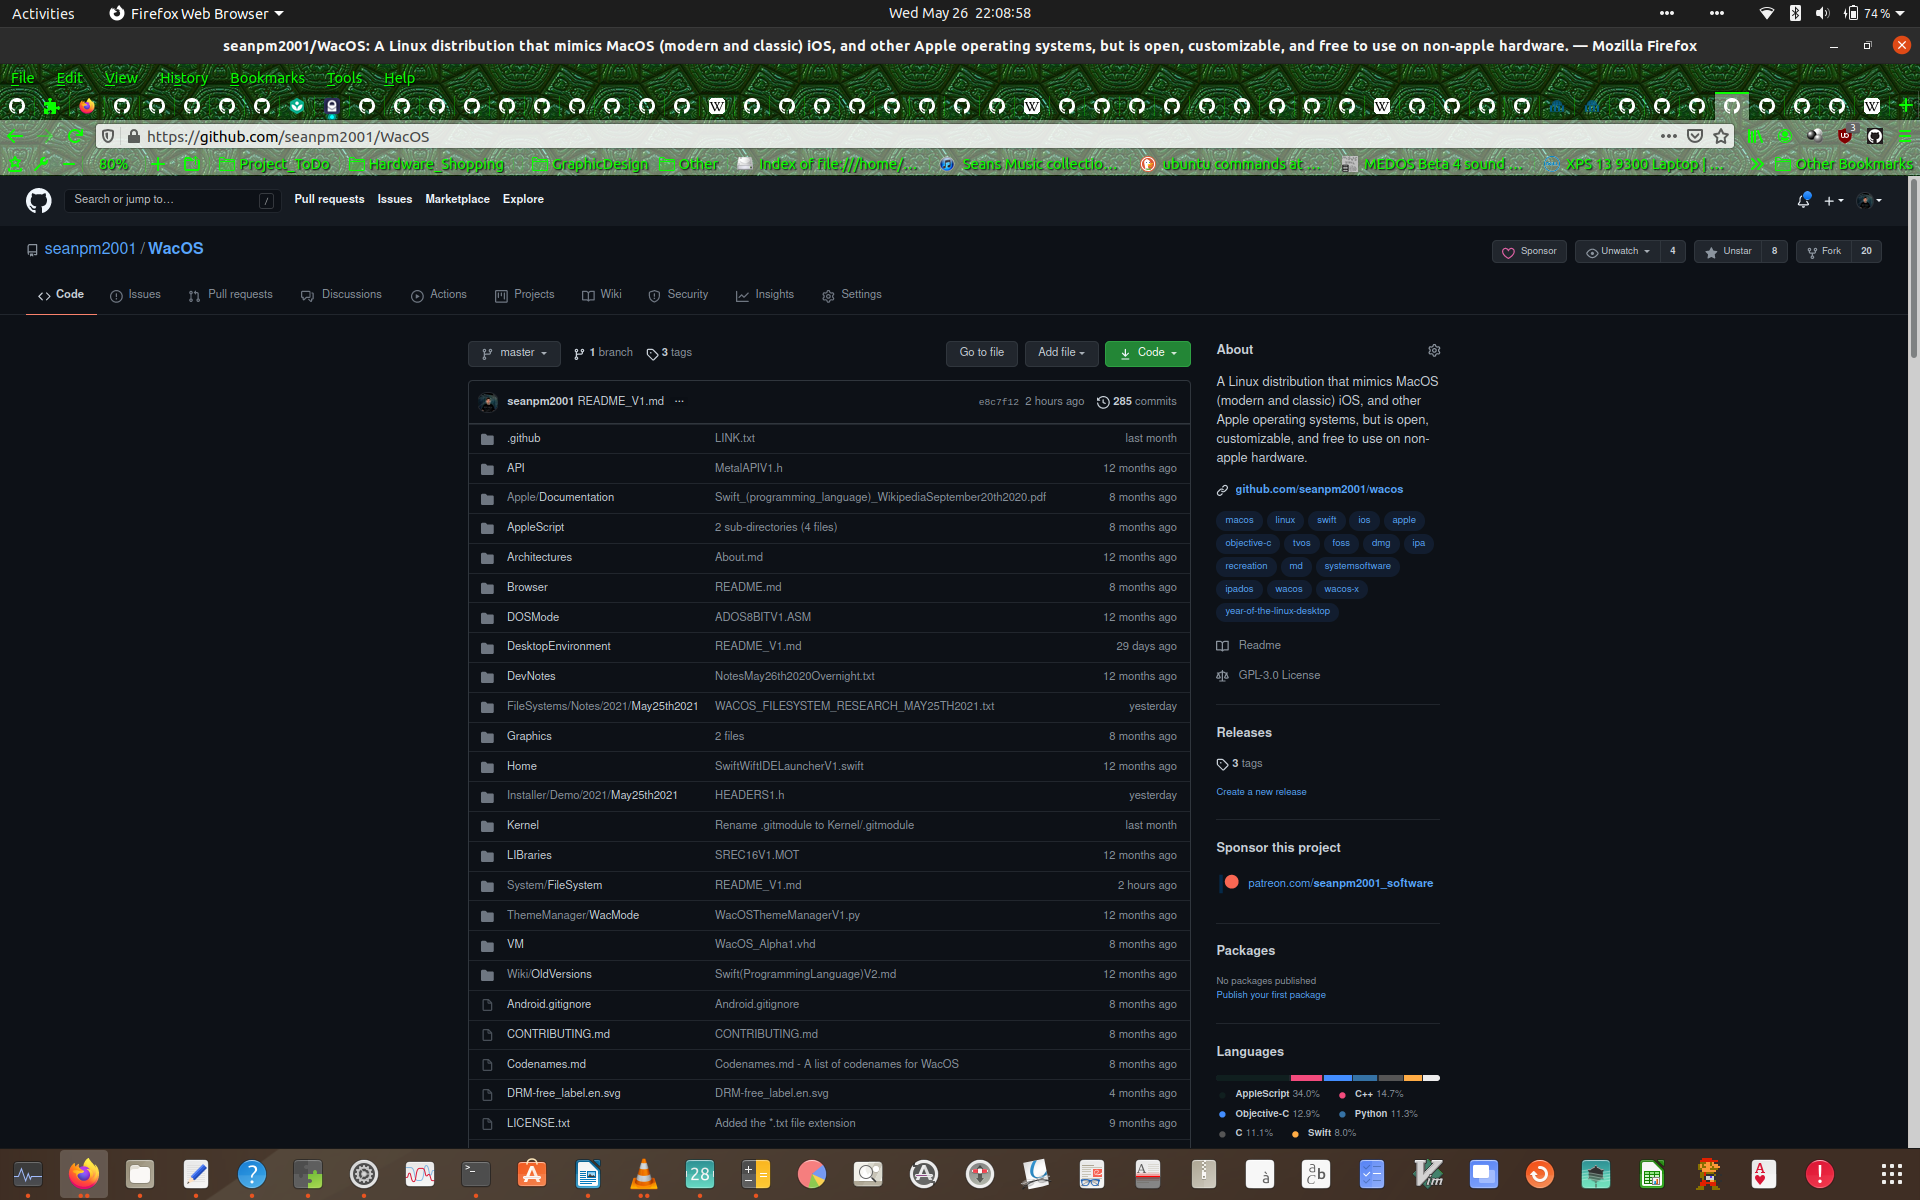 Activities Firefox Web Browser Wed May 26 22:08:58 74%
seanpm2001/WacOS: A Linux distribution that mimics MacOS (modern and classic) iOS, and other Apple operating systems, but is open, customizable, and free to use on non-apple hardware. — Mozilla Firefox
File Edit View History Bookmarks Tools Help
https://github.com/seanpm2001/WacOS 3
80% Project_ToDo Hardware_Shopping GraphicDesign Other Index of file:///home/... Seans Music collectio... ubuntu commands at ... MEDOS Beta 4 sound ... XPS 13 9300 Laptop | ... Other Bookmarks
Search or jump to… / Pull requests Issues Marketplace Explore
seanpm2001 / WacOS Sponsor Unwatch 4 Unstar 8 Fork 20
Code Issues Pull requests Discussions Actions Projects Wiki Security Insights Settings
master 1 branch 3 tags Go to file Add file Code
seanpm2001 README_V1.md ... e8c7f12 2 hours ago 285 commits
.github LINK.txt last month
API MetalAPIV1.h 12 months ago
Apple/Documentation Swift_(programming_language)_WikipediaSeptember20th2020.pdf 8 months ago
AppleScript 2 sub-directories (4 files) 8 months ago
Architectures About.md 12 months ago
Browser README.md 8 months ago
DOSMode ADOS8BITV1.ASM 12 months ago
DesktopEnvironment README_V1.md 29 days ago
DevNotes NotesMay26th2020Overnight.txt 12 months ago
FileSystems/Notes/2021/May25th2021 WACOS_FILESYSTEM_RESEARCH_MAY25TH2021.txt yesterday
Graphics 2 files 8 months ago
Home SwiftWiftIDELauncherV1.swift 12 months ago
Installer/Demo/2021/May25th2021 HEADERS1.h yesterday
Kernel Rename .gitmodule to Kernel/.gitmodule last month
LIBraries SREC16V1.MOT 12 months ago
System/FileSystem README_V1.md 2 hours ago
ThemeManager/WacMode WacOSThemeManagerV1.py 12 months ago
VM WacOS_Alpha1.vhd 8 months ago
Wiki/OldVersions Swift(ProgrammingLanguage)V2.md 12 months ago
Android.gitignore Android.gitignore 8 months ago
CONTRIBUTING.md CONTRIBUTING.md 8 months ago
Codenames.md Codenames.md - A list of codenames for WacOS 8 months ago
DRM-free_label.en.svg DRM-free_label.en.svg 4 months ago
LICENSE.txt Added the *.txt file extension 9 months ago
About
A Linux distribution that mimics MacOS
(modern and classic) iOS, and other
Apple operating systems, but is open,
customizable, and free to use on non-
apple hardware.
github.com/seanpm2001/wacos
macos linux swift ios apple
objective-c tvos foss dmg ipa
recreation md systemsoftware
ipados wacos wacos-x
year-of-the-linux-desktop
Readme
GPL-3.0 License
Releases
3 tags
Create a new release
Sponsor this project
patreon.com/seanpm2001_software
Packages
No packages published
Publish your first package
Languages
AppleScript 34.0% C++ 14.7%
Objective-C 12.9% Python 11.3%
C 11.1% Swift 8.0%
28